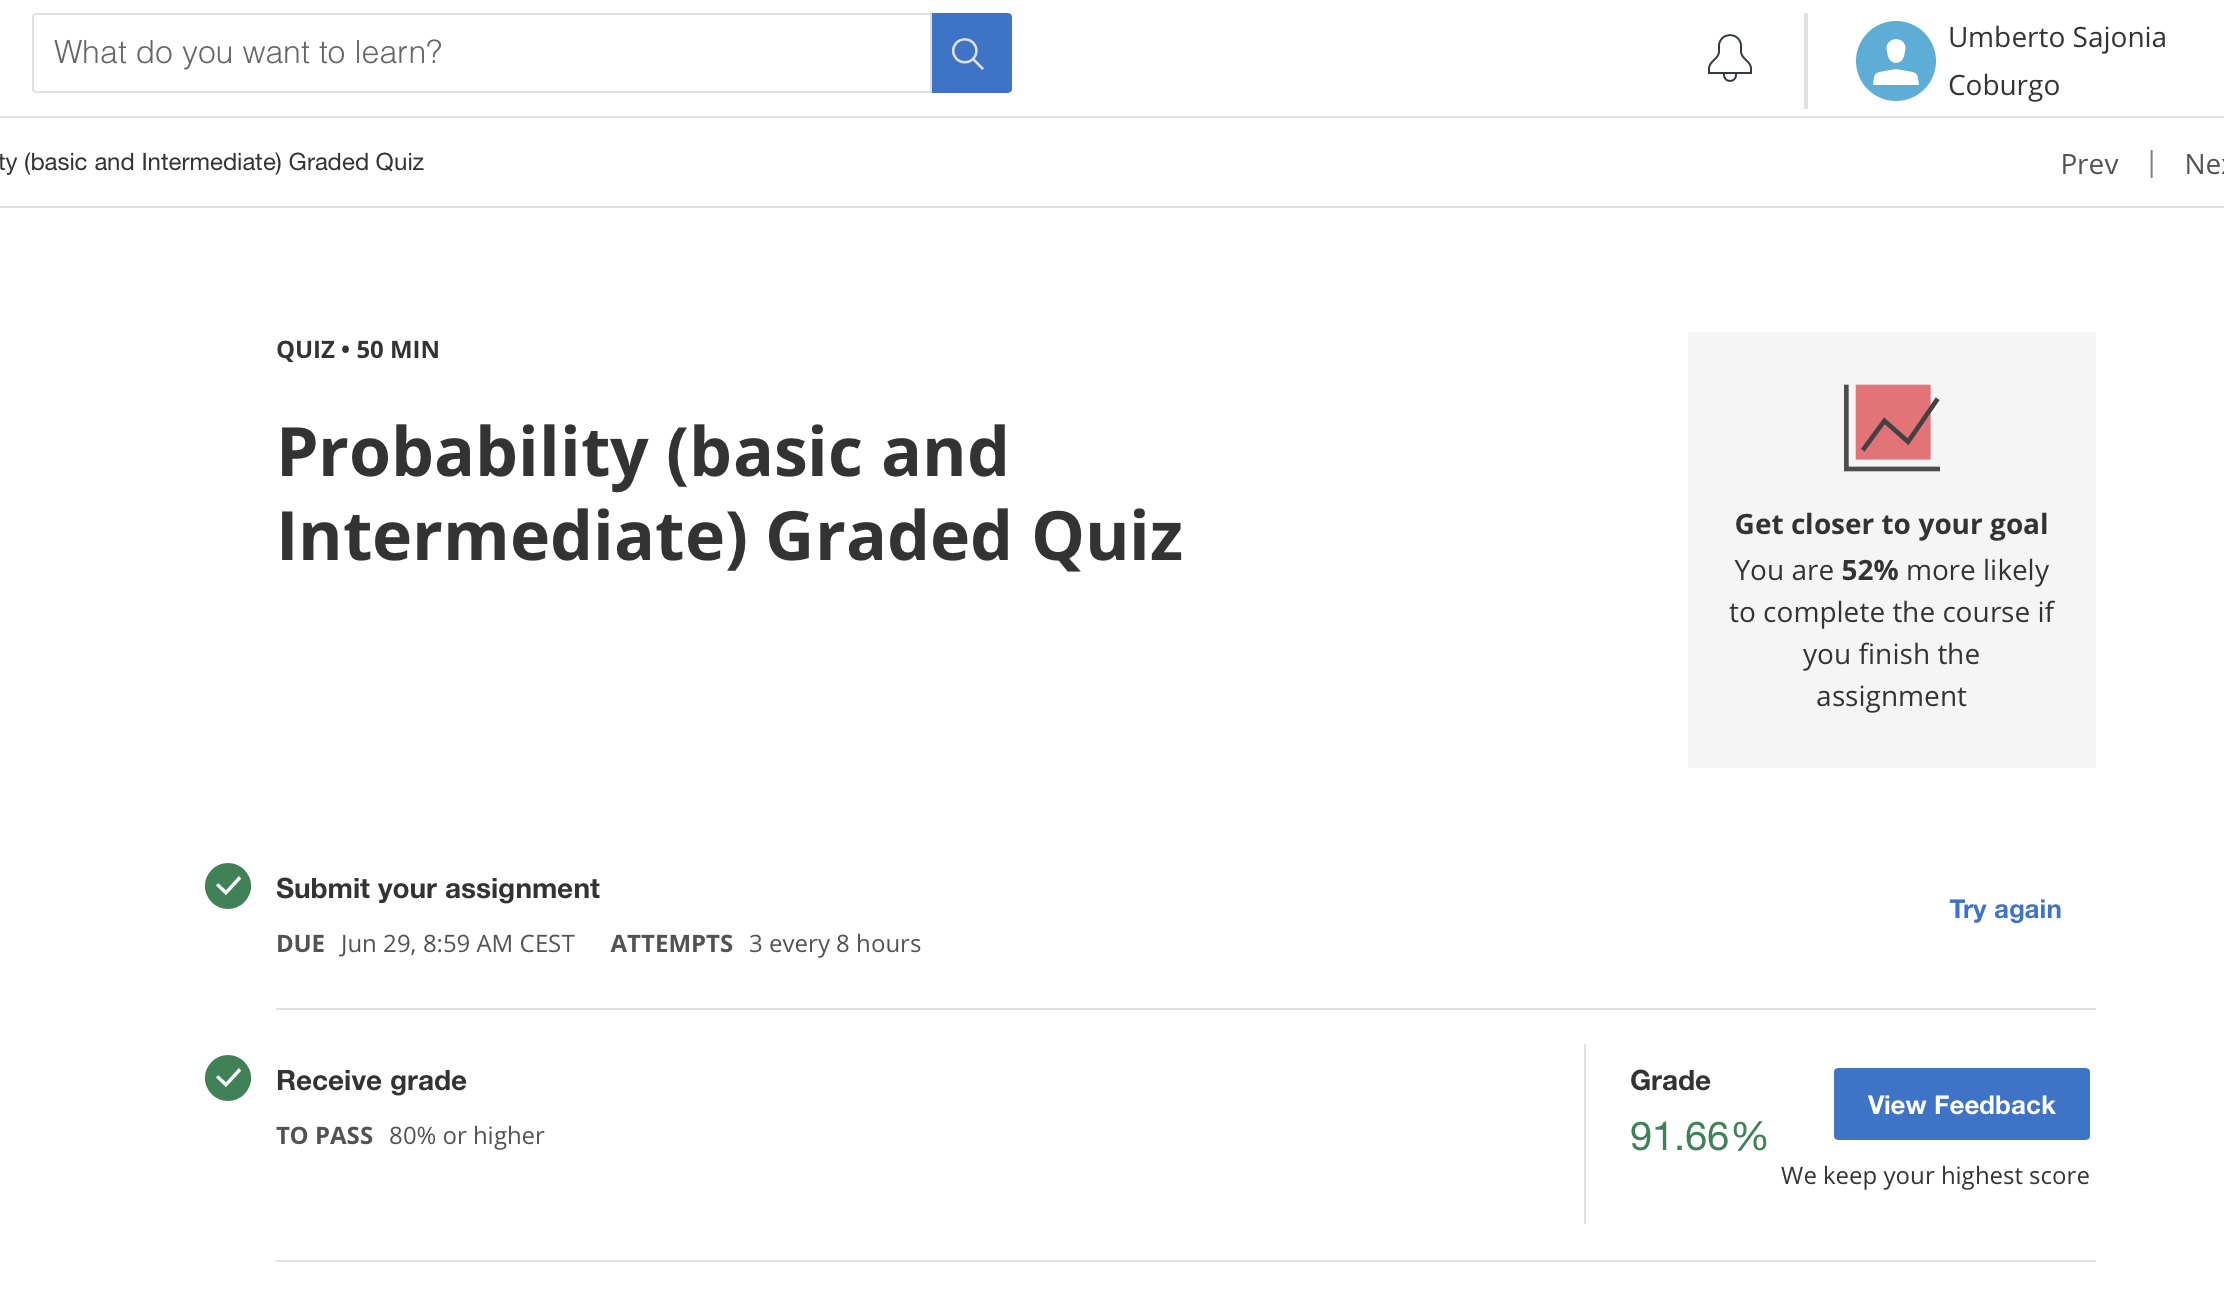 What do you want to learn?
Umberto Sajonia
Coburgo
ty (basic and Intermediate) Graded Quiz
Prev | Nex
QUIZ • 50 MIN
Probability (basic and
Intermediate) Graded Quiz
Get closer to your goal
You are 52% more likely
to complete the course if
you finish the
assignment
Submit your assignment
Try again
DUE Jun 29, 8:59 AM CEST ATTEMPTS 3 every 8 hours
Receive grade
TO PASS 80% or higher
Grade
91.66%
View Feedback
We keep your highest score